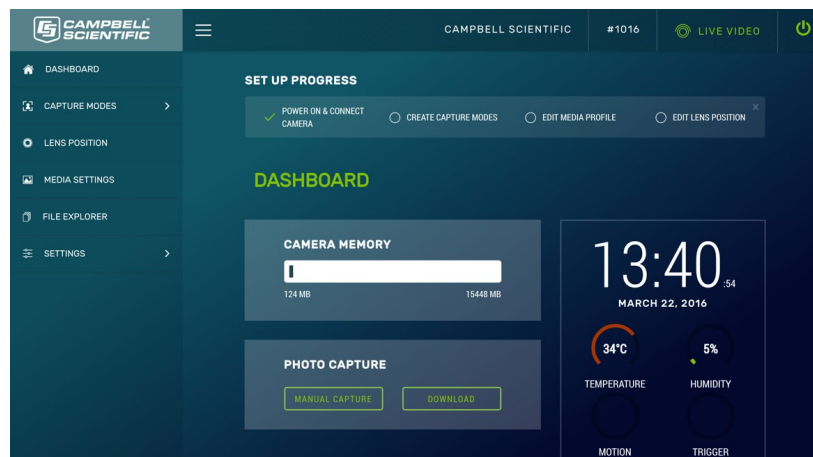 CAMPBELL
SCIENTIFIC
CAMPBELL SCIENTIFIC
#1016
LIVE VIDEO
DASHBOARD
CAPTURE MODES
LENS POSITION
MEDIA SETTINGS
FILE EXPLORER
SETTINGS
SET UP PROGRESS
POWER ON & CONNECT
CAMERA
CREATE CAPTURE MODES
EDIT MEDIA PROFILE
EDIT LENS POSITION
DASHBOARD
CAMERA MEMORY
124 MB
15448 MB
PHOTO CAPTURE
MANUAL CAPTURE
DOWNLOAD
13:40:54
MARCH 22, 2016
34°C
5%
TEMPERATURE
HUMIDITY
MOTION
TRIGGER